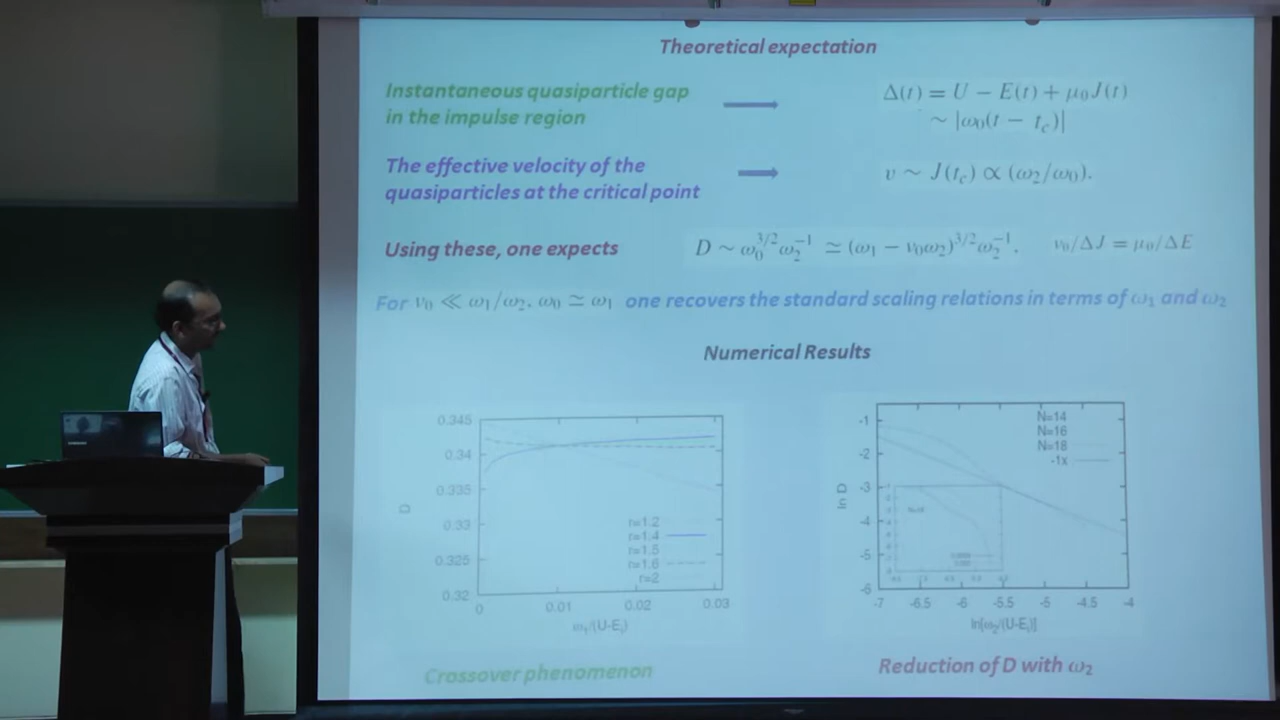 Theoretical expectation
Instantaneous quasiparticle gap
in the impulse region
Δ(t) = U − E(t) + μ₀J(t)
∼ |ω₀(t − t_c)|
The effective velocity of the
quasiparticles at the critical point
v ∼ J(t_c) ∝ (ω₂/ω₀).
Using these, one expects
D ∼ ω₀^{3/2} ω₂^{-1} ≃ (ω₁ − ν₀ω₂)^{3/2} ω₂^{-1}.
ν₀/ΔJ = μ₀/ΔE
For ν₀ ≪ ω₁/ω₂, ω₀ ≃ ω₁ one recovers the standard scaling relations in terms of ω₁ and ω₂
Numerical Results
0.345
0.34
0.335
0.33
0.325
0.32
D
r=1.2
r=1.4
r=1.5
r=1.6
r=2
0 0.01 0.02 0.03
ω₁/(U-Eᵢ)
Crossover phenomenon
-1
-2
-3
-4
-5
-6
ln D
N=14
N=16
N=18
-1x
-7 -6.5 -6 -5.5 -5 -4.5 -4
ln[ω₂/(U-Eᵢ)]
Reduction of D with ω₂